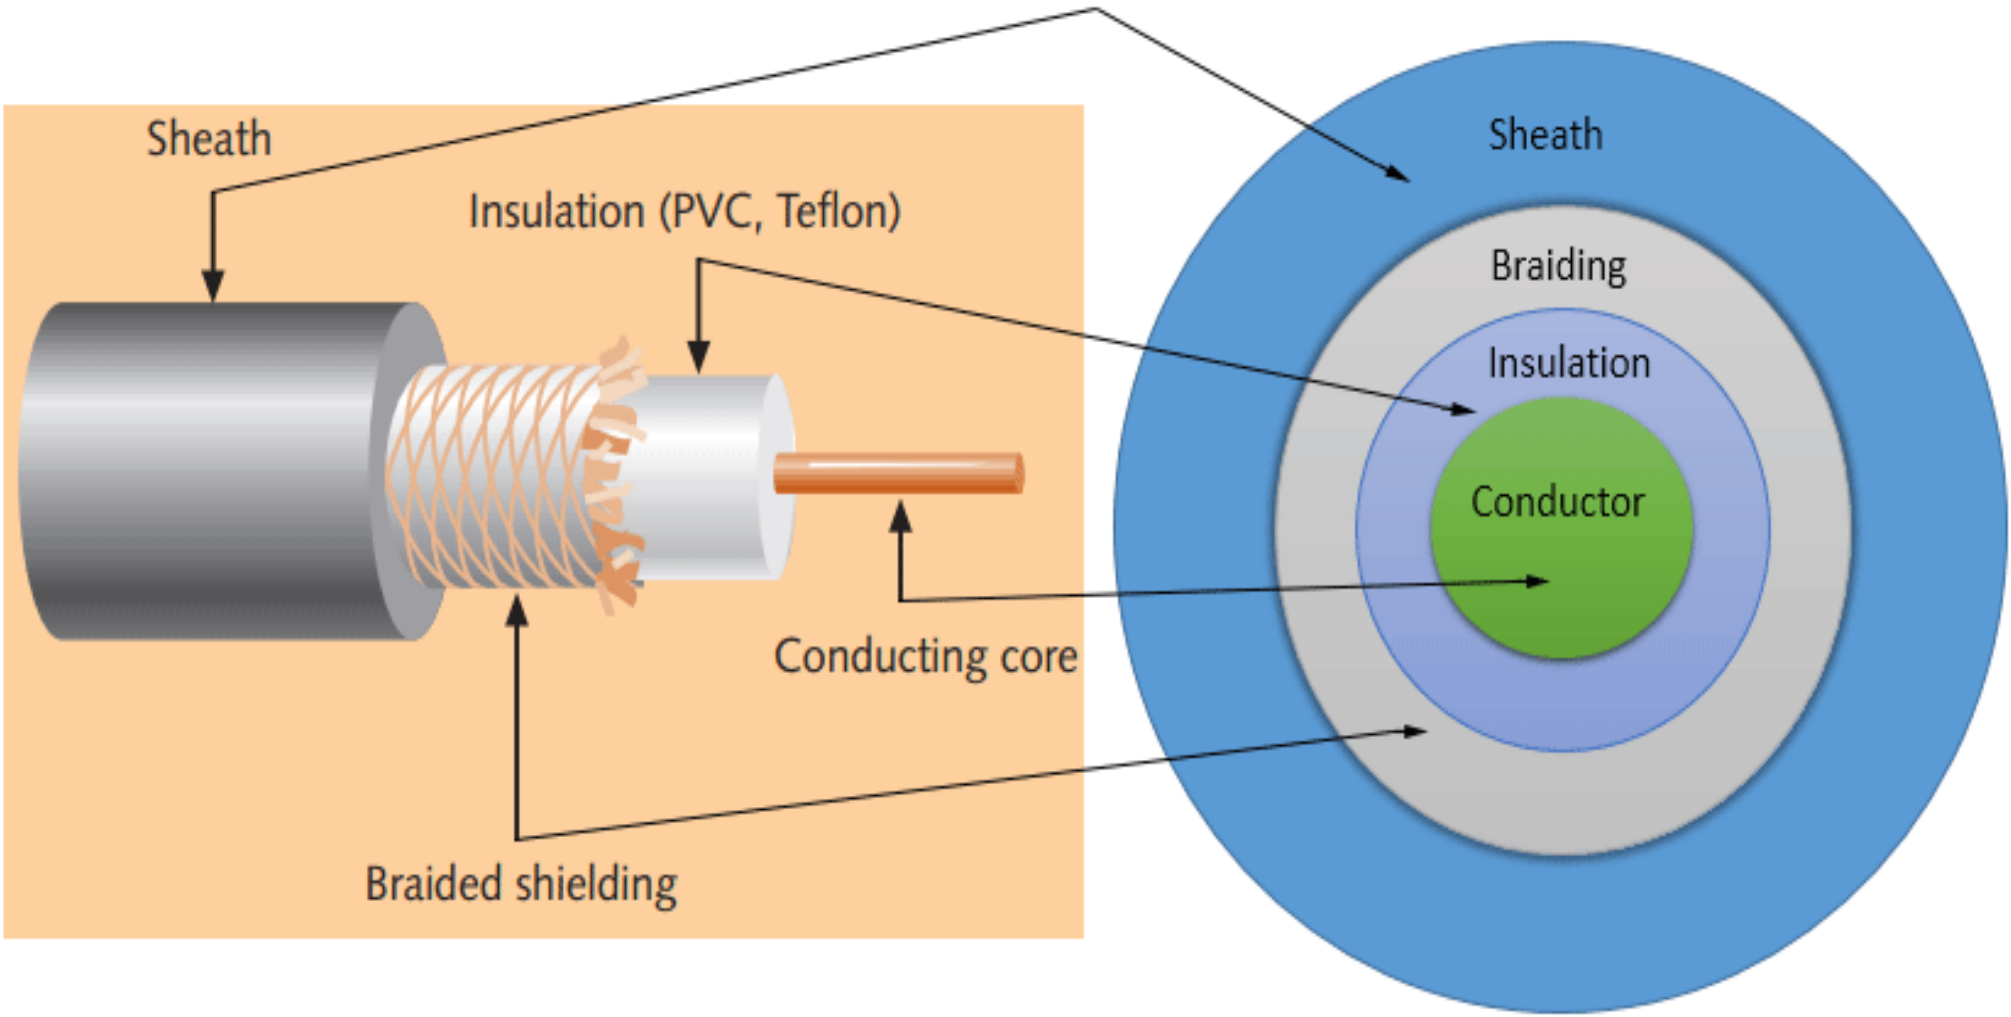 Sheath
Insulation (PVC, Teflon)
Conducting core
Braided shielding
Sheath
Braiding
Insulation
Conductor